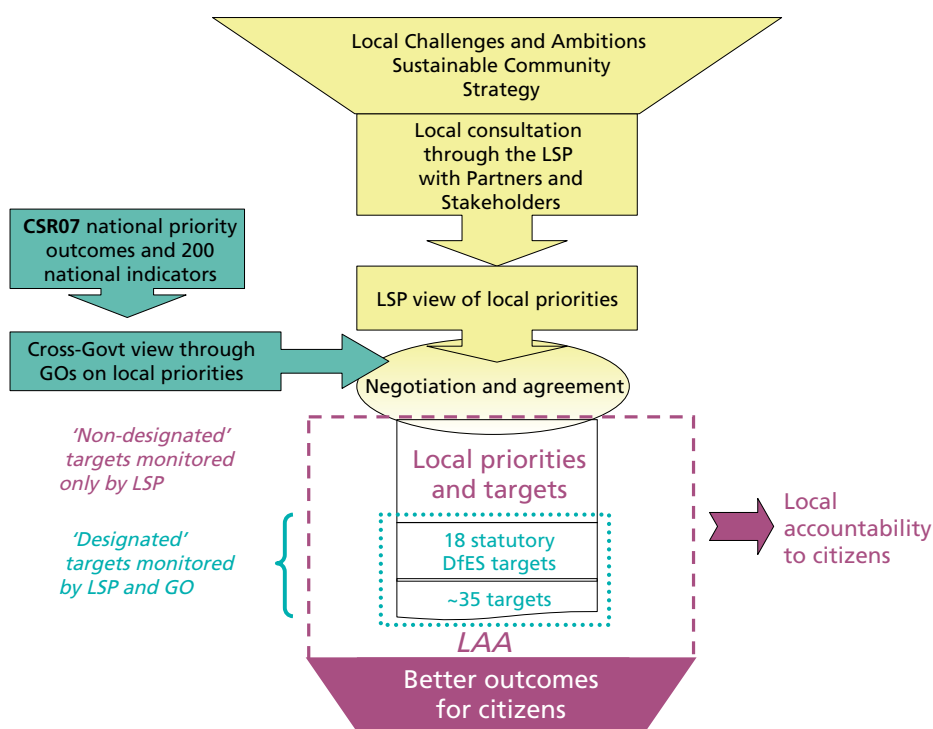 Local Challenges and Ambitions
Sustainable Community
Strategy
Local consultation
through the LSP
with Partners and
Stakeholders
CSR07 national priority
outcomes and 200
national indicators
LSP view of local priorities
Cross-Govt view through
GOs on local priorities
Negotiation and agreement
'Non-designated'
targets monitored
only by LSP
Local priorities
and targets
Local
accountability
to citizens
'Designated'
targets monitored
by LSP and GO
18 statutory
DfES targets
~35 targets
LAA
Better outcomes
for citizens